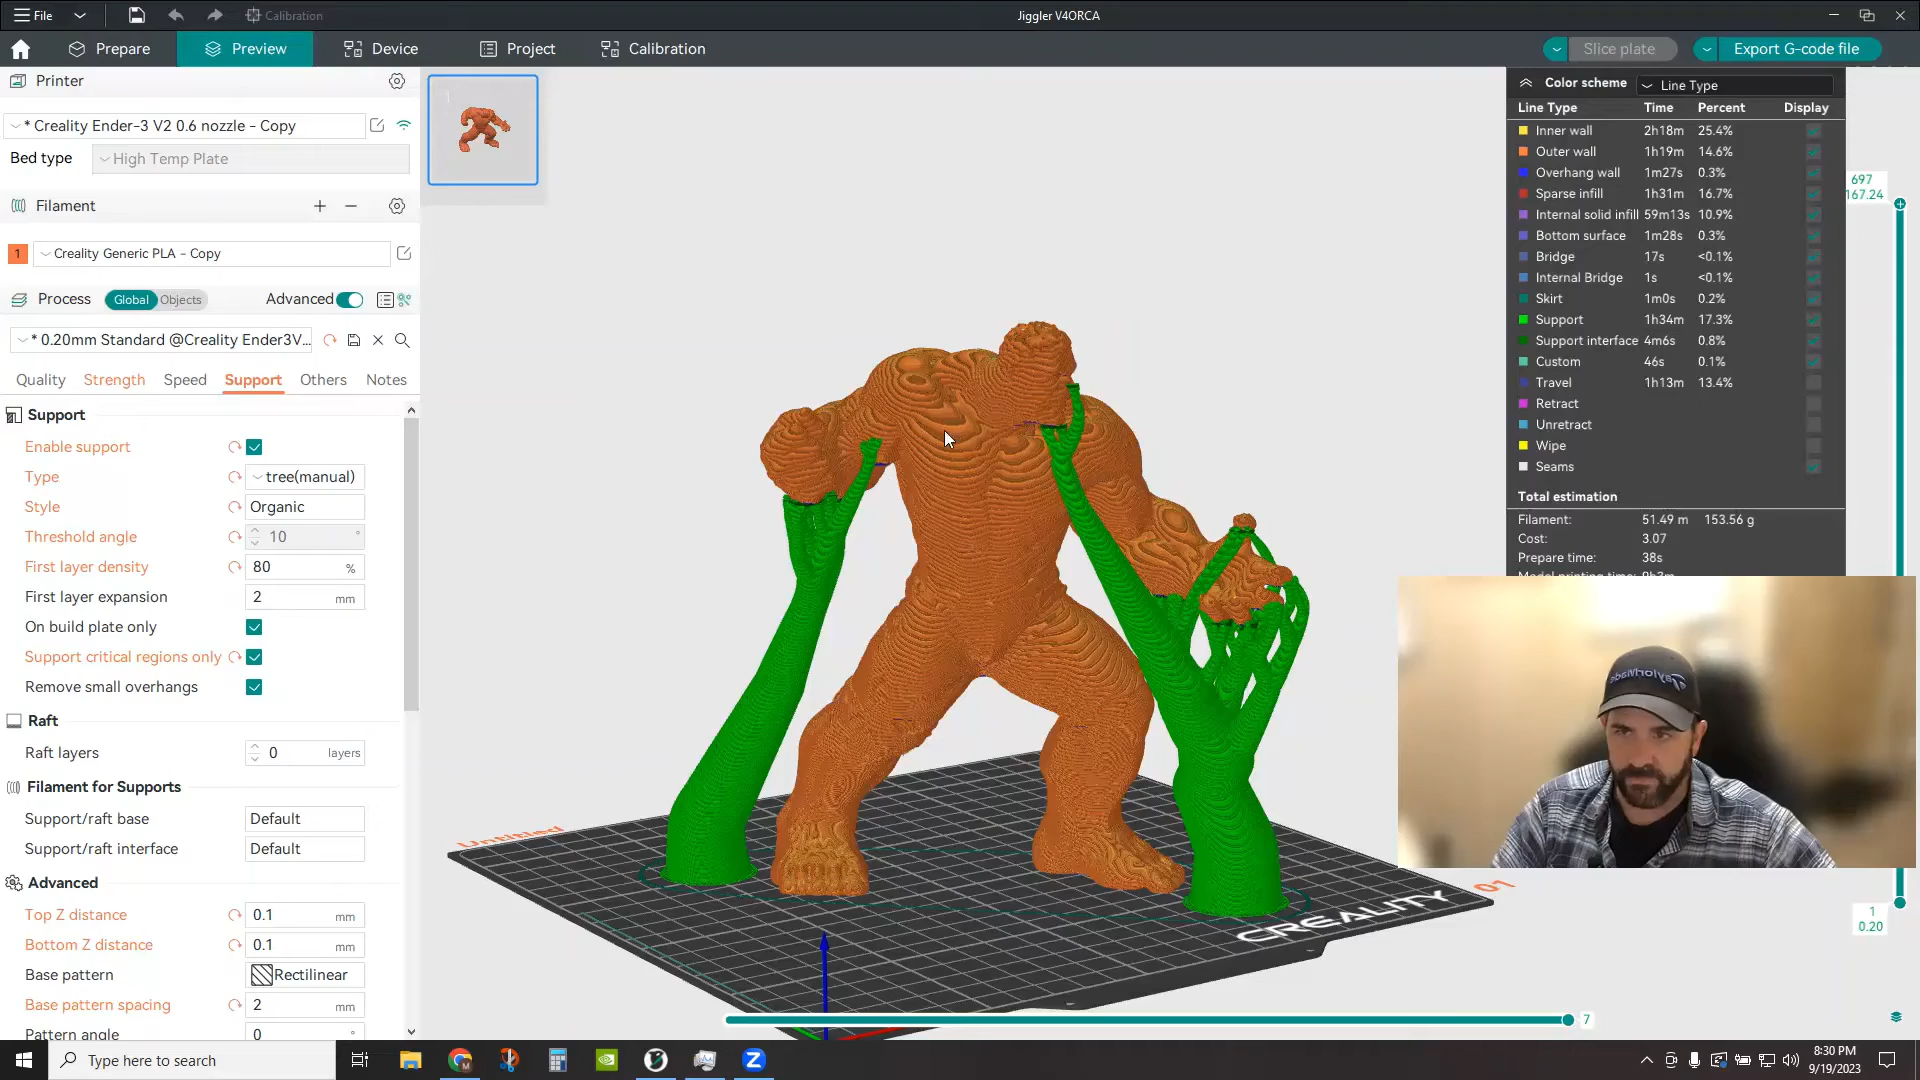 File
Calibration
Jiggler V4ORCA
Prepare
Preview
Device
Project
Calibration
Slice plate
Export G-code file
Printer
* Creality Ender-3 V2 0.6 nozzle - Copy
Bed type
High Temp Plate
Filament
1
Creality Generic PLA - Copy
Process
Global
Objects
Advanced
* 0.20mm Standard @Creality Ender3V...
Quality
Strength
Speed
Support
Others
Notes
Support
Enable support
Type
tree(manual)
Style
Organic
Threshold angle
10 °
First layer density
80 %
First layer expansion
2 mm
On build plate only
Support critical regions only
Remove small overhangs
Raft
Raft layers
0 layers
Filament for Supports
Support/raft base
Default
Support/raft interface
Default
Advanced
Top Z distance
0.1 mm
Bottom Z distance
0.1 mm
Base pattern
Rectilinear
Base pattern spacing
2 mm
Pattern angle
0 °
Color scheme
Line Type
Line Type Time Percent Display
Inner wall 2h18m 25.4%
Outer wall 1h19m 14.6%
Overhang wall 1m27s 0.3%
Sparse infill 1h31m 16.7%
Internal solid infill 59m13s 10.9%
Bottom surface 1m28s 0.3%
Bridge 17s <0.1%
Internal Bridge 1s <0.1%
Skirt 1m0s 0.2%
Support 1h34m 17.3%
Support interface 4m6s 0.8%
Custom 46s 0.1%
Travel 1h13m 13.4%
Retract
Unretract
Wipe
Seams
Total estimation
Filament: 51.49 m 153.56 g
Cost: 3.07
Prepare time: 38s
Model printing time: 9h3m
697
167.24
1
0.20
Untitled
01
CREALITY
TaylorMade
7
Type here to search
8:30 PM
9/19/2023